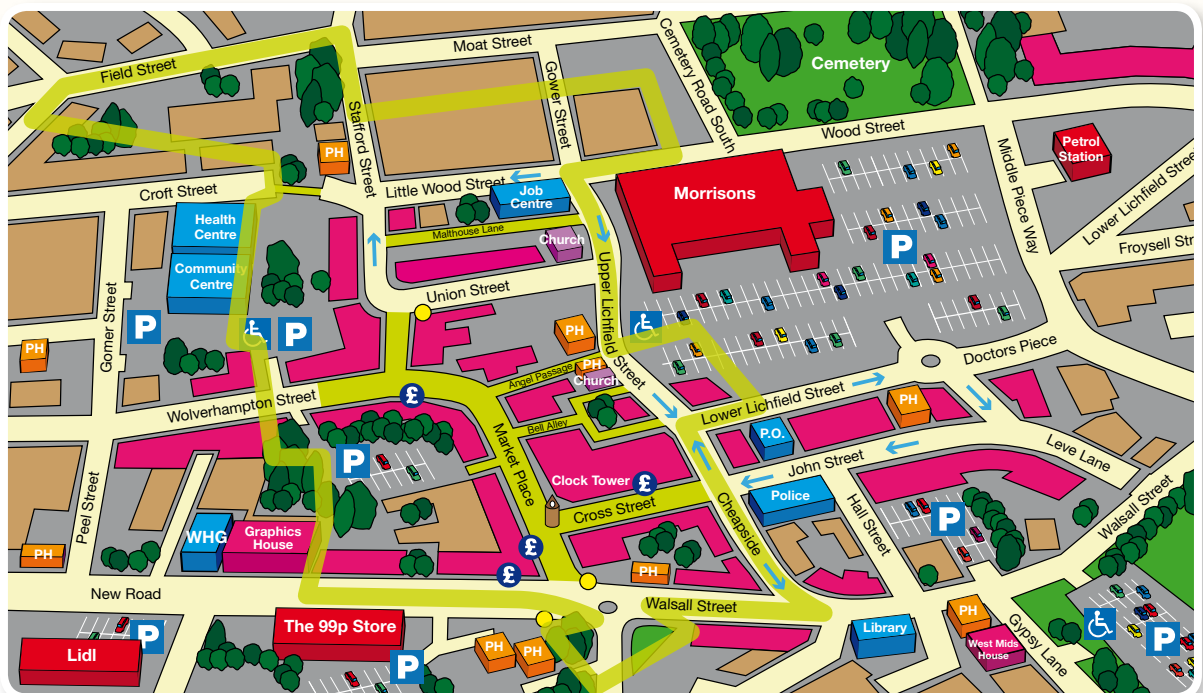 Field Street
Moat Street
Cemetery Road South
Cemetery
Gower Street
Stafford Street
Wood Street
Petrol
Station
PH
Middle Piece Way
Lower Lichfield Street
Croft Street
Little Wood Street
Job
Centre
Morrisons
Health
Centre
Malthouse Lane
Church
Froysell Str
P
Community
Centre
Upper Lichfield Street
Union Street
Gomer Street
P
P
PH
PH
Doctors Piece
Angel Passage
PH
Church
Wolverhampton Street
£
Lower Lichfield Street
PH
Bell Alley
P.O.
Market Place
P
John Street
Leve Lane
Clock Tower
£
Peel Street
Police
Walsall Street
Cross Street
Cheapside
Hall Street
P
WHG
Graphics
House
£
PH
£
PH
New Road
Walsall Street
PH
Gypsy Lane
Library
The 99p Store
P
P
West Mids
House
PH
PH
Lidl
P